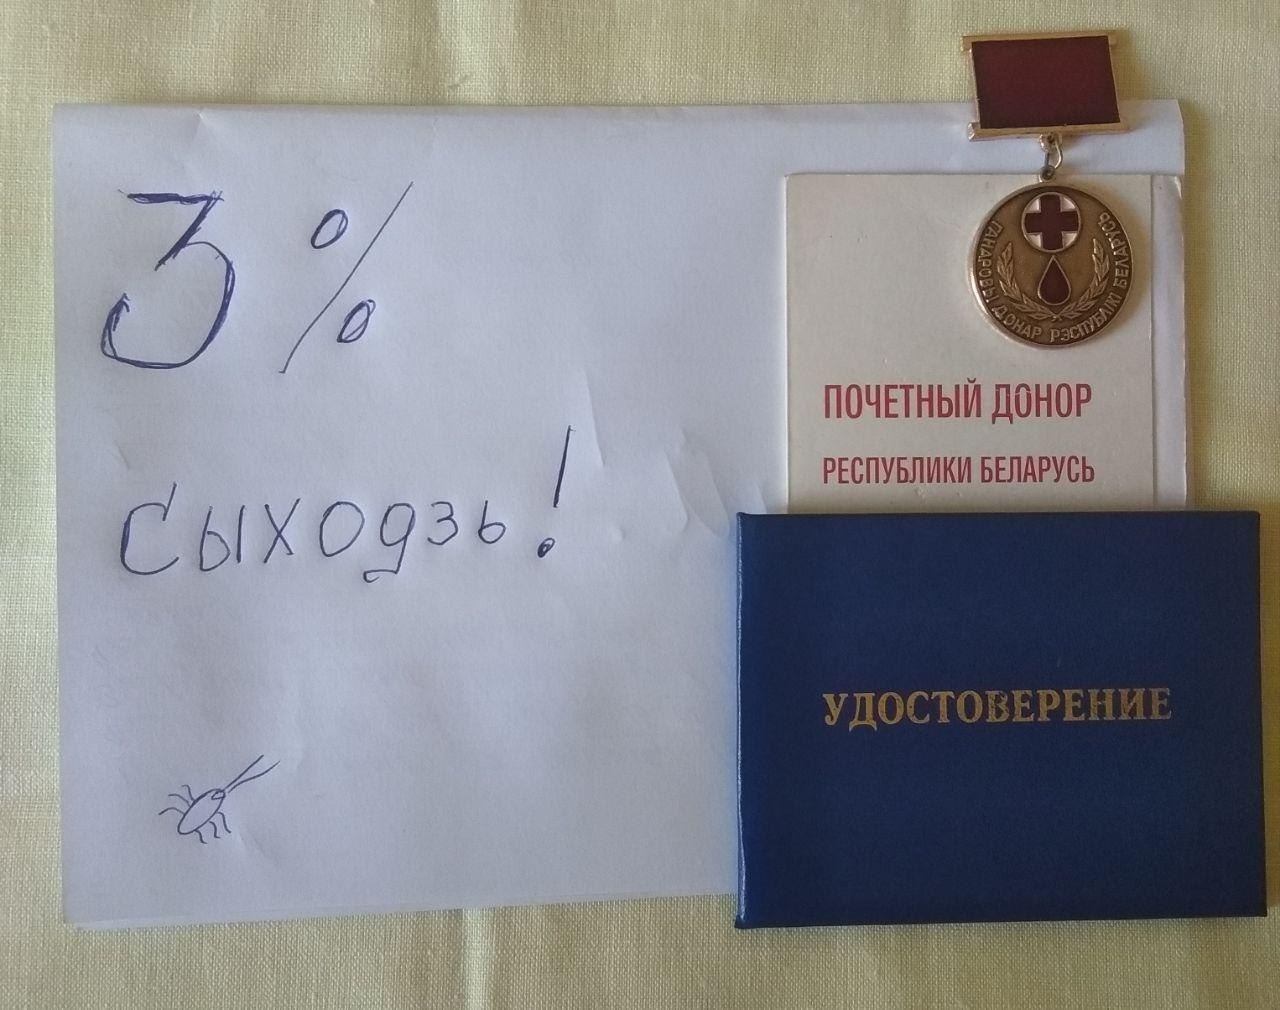 3%
сыходзь!
ГАНАРОВЫ ДОНАР РЭСПУБЛІКІ БЕЛАРУСЬ
ПОЧЕТНЫЙ ДОНОР
РЕСПУБЛИКИ БЕЛАРУСЬ
УДОСТОВЕРЕНИЕ